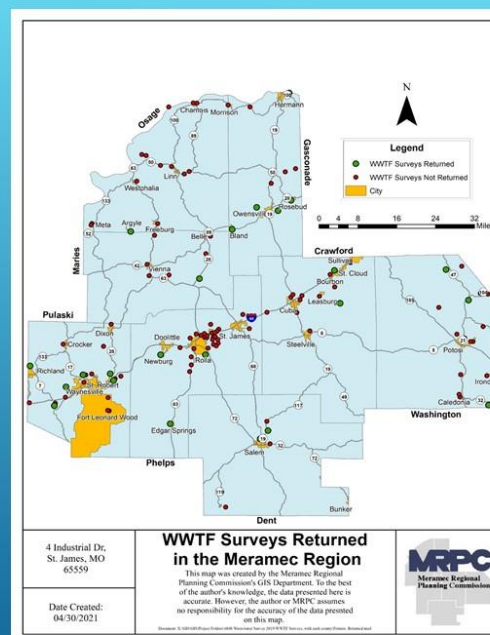 N
Legend
WWTF Surveys Returned
WWTF Surveys Not Returned
City
0 2 4 8 16 24 32
Miles
Osage
Chamois
Morrison
Hermann
Gasconade
Linn
Westphalia
Meta
Argyle
Freeburg
Belle
Bland
Owensville
Rosebud
Maries
Vienna
Crawford
Sullivan
St. Cloud
Bourbon
Leasburg
Cuba
Steelville
Pulaski
Dixon
Crocker
Richland
Waynesville
St. Robert
Fort Leonard Wood
Doolittle
Newburg
Rolla
St. James
Edgar Springs
Phelps
Salem
Dent
Bunker
Potosi
Caledonia
Washington
4 Industrial Dr,
St. James, MO
65559
Date Created:
04/30/2021
WWTF Surveys Returned
in the Meramec Region
This map was created by the Meramec Regional
Planning Commission's GIS Department. To the best
of the author's knowledge, the data presented here is
accurate. However, the author or MRPC assumes
no responsibility for the accuracy of the data presented
on this map.
MRPC
Meramec Regional
Planning Commission